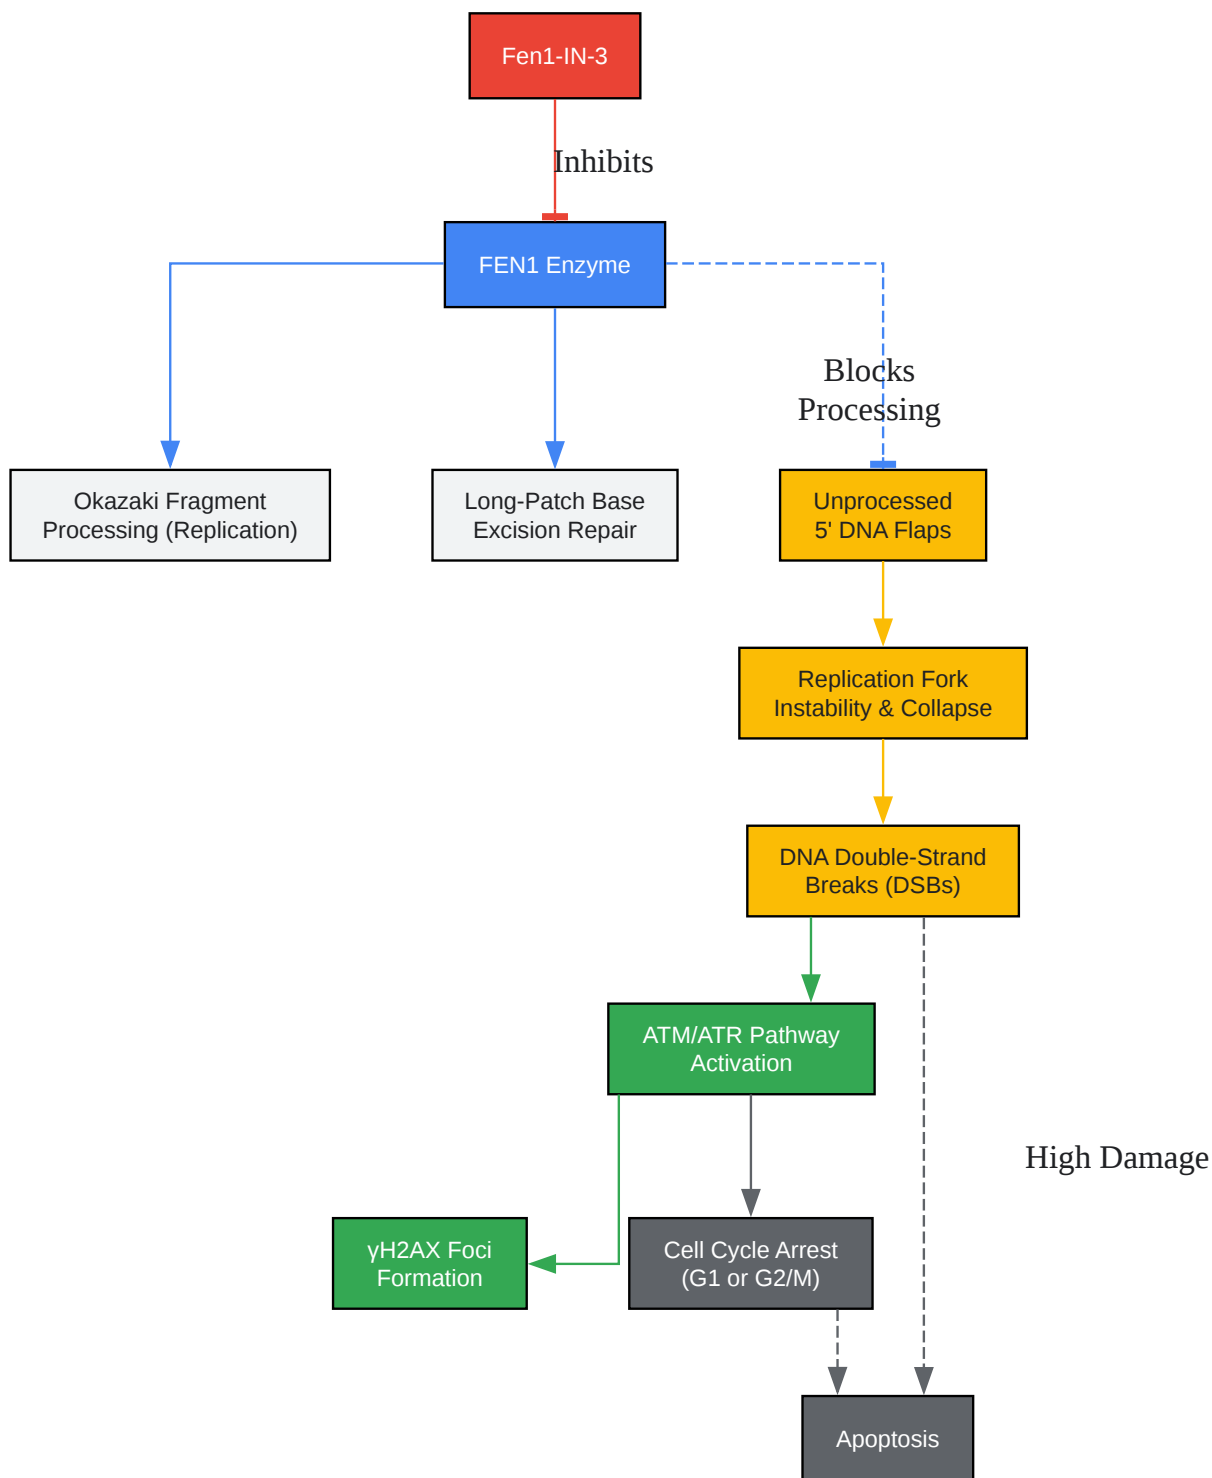 Fen1-IN-3
Inhibits
FEN1 Enzyme
Blocks
Processing
Okazaki Fragment
Processing (Replication)
Long-Patch Base
Excision Repair
Unprocessed
5' DNA Flaps
Replication Fork
Instability & Collapse
DNA Double-Strand
Breaks (DSBs)
ATM/ATR Pathway
Activation
High Damage
γH2AX Foci
Formation
Cell Cycle Arrest
(G1 or G2/M)
Apoptosis